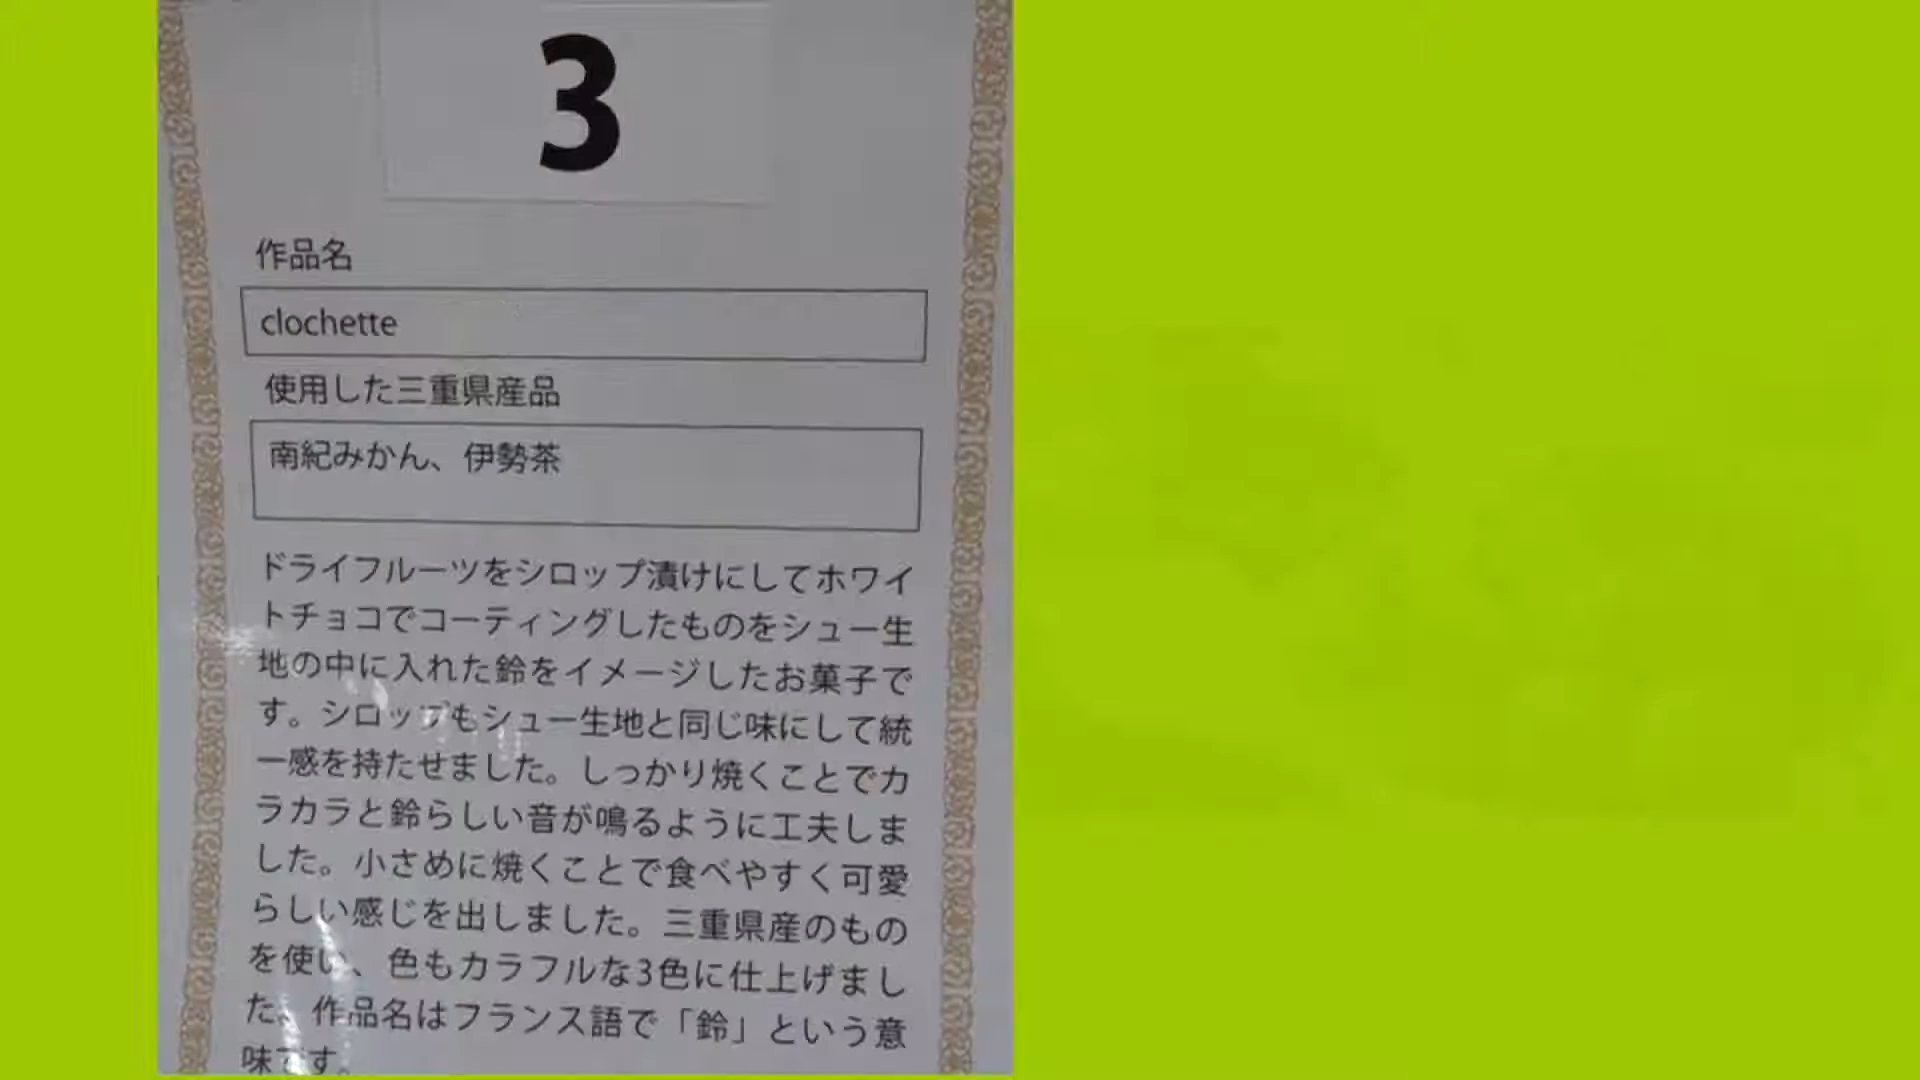 3
作品名
clochette
使用した三重県産品
南紀みかん、伊勢茶
ドライフルーツをシロップ漬けにしてホワイ
トチョコでコーティングしたものをシュー生
地の中に入れた鈴をイメージしたお菓子で
す。シロップもシュー生地と同じ味にして統
一感を持たせました。しっかり焼くことでカ
ラカラと鈴らしい音が鳴るように工夫しま
した。小さめに焼くことで食べやすく可愛
らしい感じを出しました。三重県産のもの
を使い、色もカラフルな3色に仕上げまし
た。作品名はフランス語で「鈴」という意
味です。